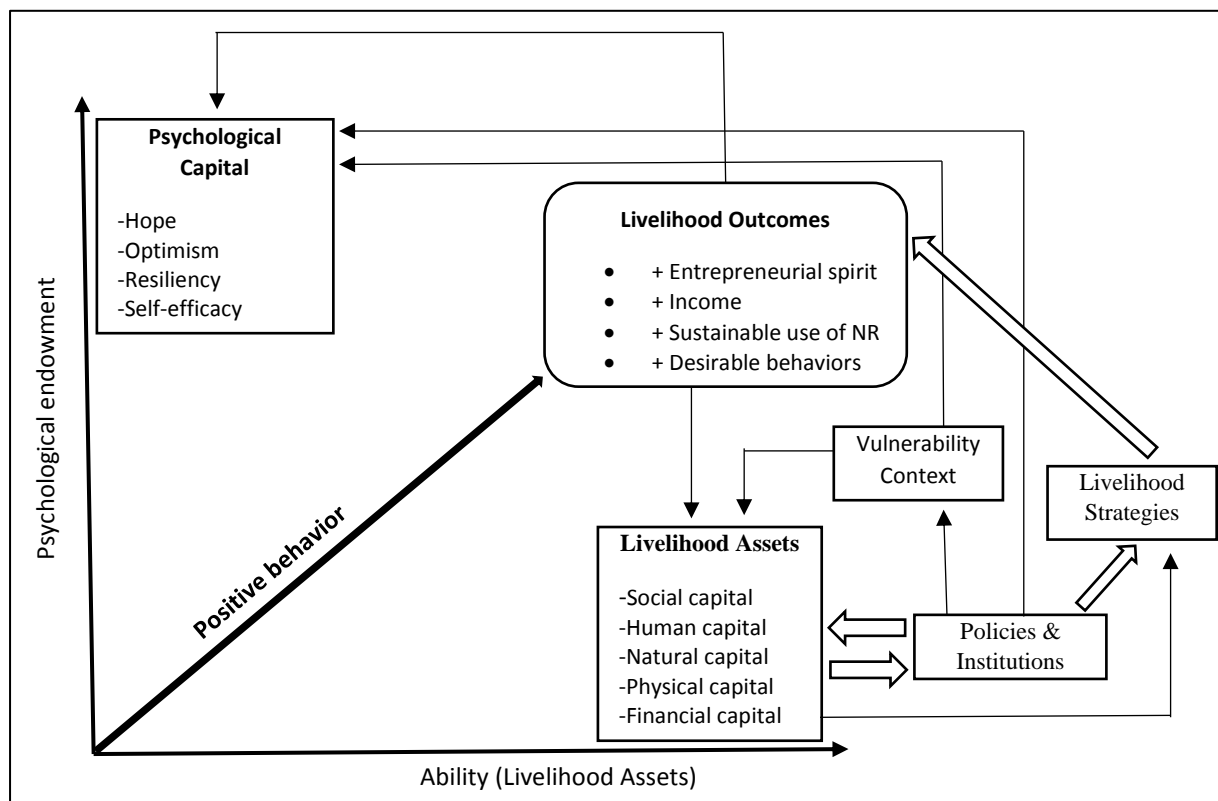 Psychological
Capital
-Hope
-Optimism
-Resiliency
-Self-efficacy
Livelihood Outcomes
• + Entrepreneurial spirit
• + Income
• + Sustainable use of NR
• + Desirable behaviors
Psychological endowment
Positive behavior
Vulnerability
Context
Livelihood
Strategies
Livelihood Assets
-Social capital
-Human capital
-Natural capital
-Physical capital
-Financial capital
Policies &
Institutions
Ability (Livelihood Assets)